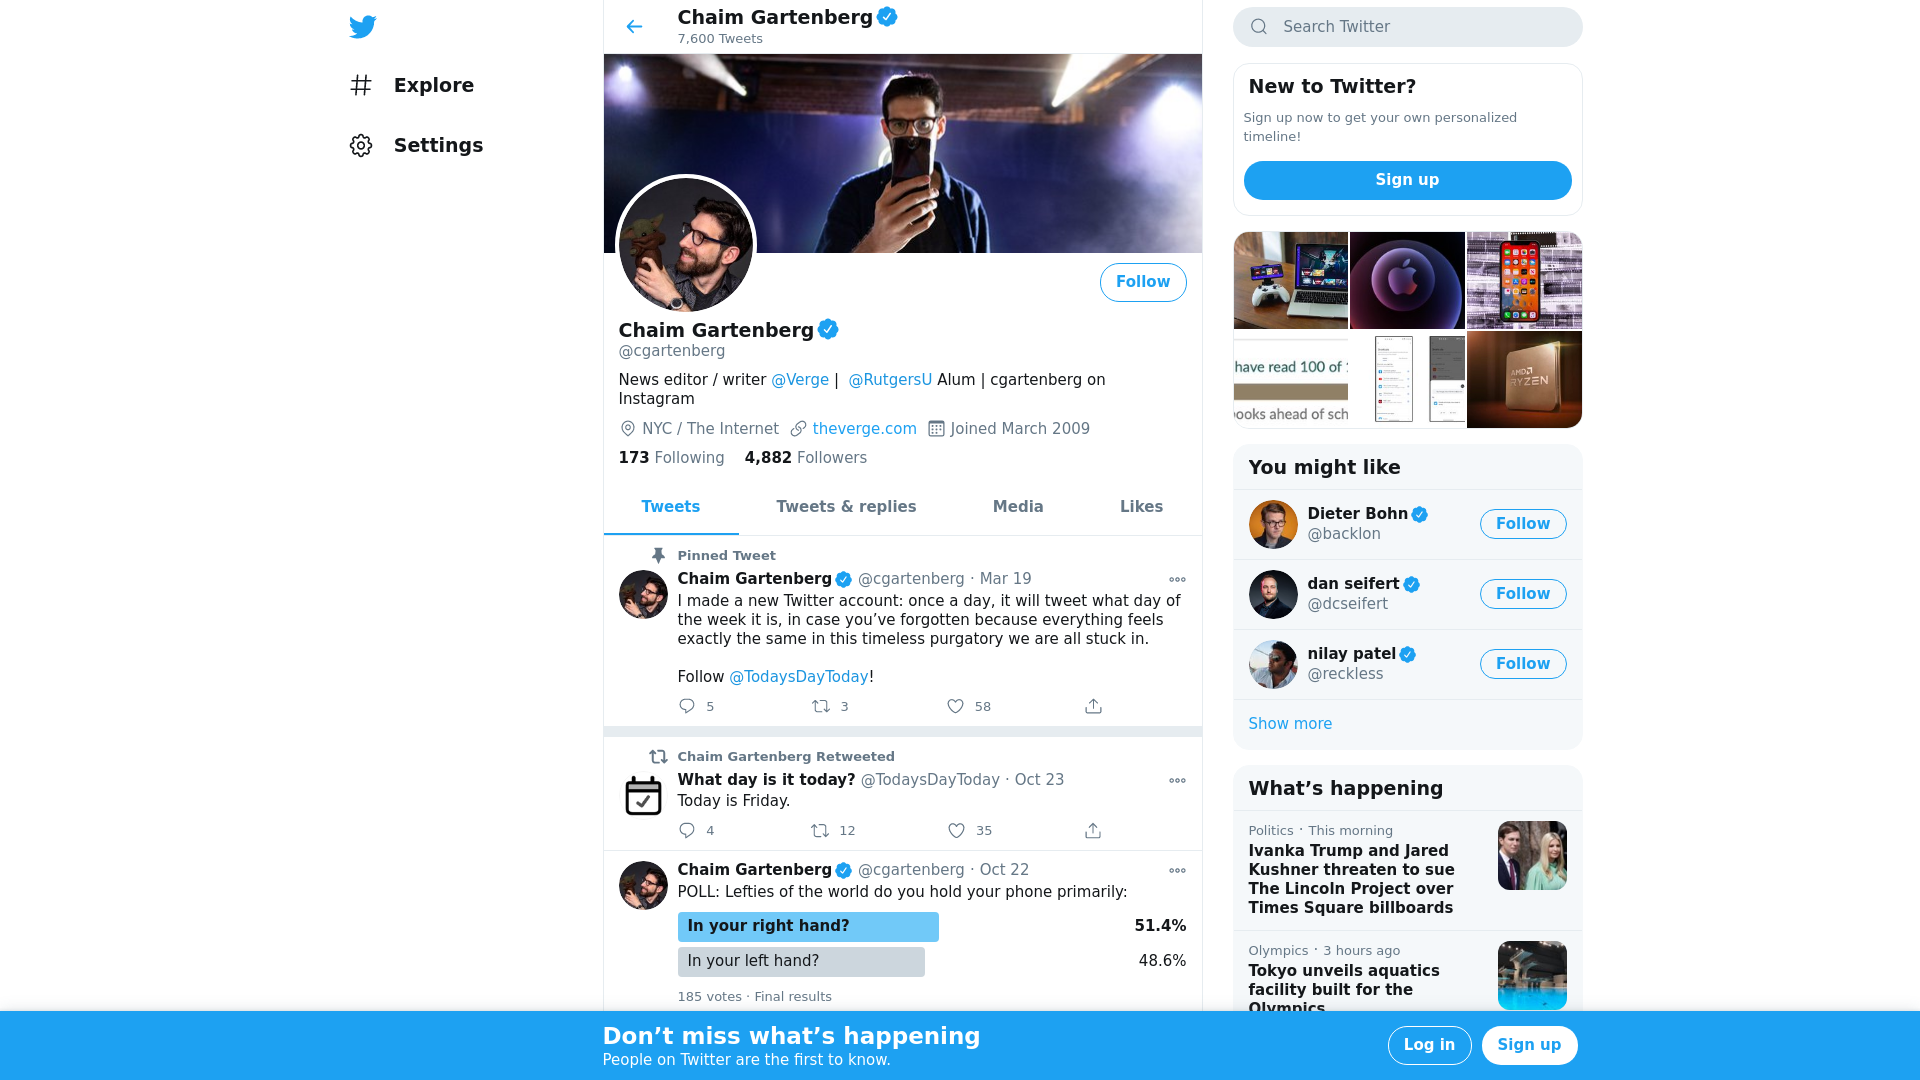 Explore
Settings
Chaim Gartenberg
7,600 Tweets
Follow
Chaim Gartenberg
@cgartenberg
News editor / writer @Verge | @RutgersU Alum | cgartenberg on
Instagram
NYC / The Internet theverge.com Joined March 2009
173 Following 4,882 Followers
Tweets Tweets & replies Media Likes
Pinned Tweet
Chaim Gartenberg @cgartenberg · Mar 19
I made a new Twitter account: once a day, it will tweet what day of
the week it is, in case you’ve forgotten because everything feels
exactly the same in this timeless purgatory we are all stuck in.
Follow @TodaysDayToday!
5 3 58
Chaim Gartenberg Retweeted
What day is it today? @TodaysDayToday · Oct 23
Today is Friday.
4 12 35
Chaim Gartenberg @cgartenberg · Oct 22
POLL: Lefties of the world do you hold your phone primarily:
In your right hand? 51.4%
In your left hand? 48.6%
185 votes · Final results
Search Twitter
New to Twitter?
Sign up now to get your own personalized
timeline!
Sign up
have read 100 of
books ahead of sch
AMD
RYZEN
You might like
Dieter Bohn
@backlon
Follow
dan seifert
@dcseifert
Follow
nilay patel
@reckless
Follow
Show more
What’s happening
Politics · This morning
Ivanka Trump and Jared
Kushner threaten to sue
The Lincoln Project over
Times Square billboards
Olympics · 3 hours ago
Tokyo unveils aquatics
facility built for the
Olympics
Don’t miss what’s happening
People on Twitter are the first to know.
Log in
Sign up